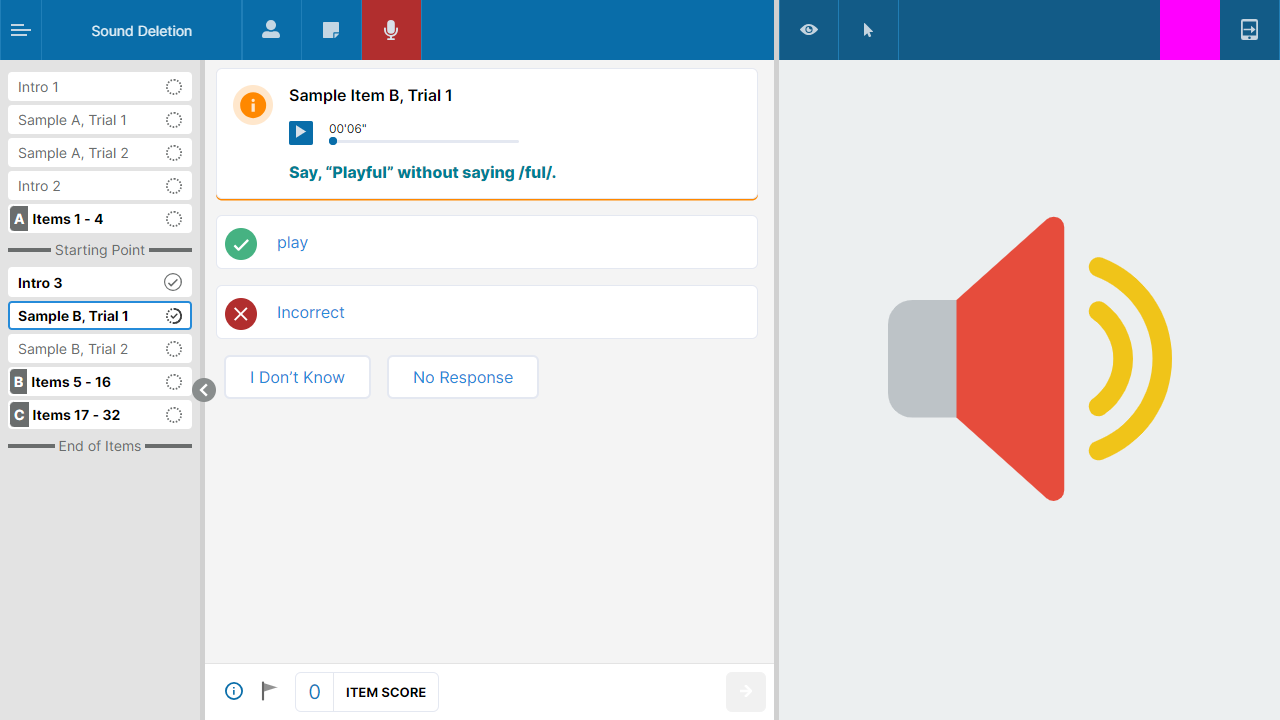 Sound Deletion
Intro 1
Sample A, Trial 1
Sample A, Trial 2
Intro 2
A Items 1 - 4
Starting Point
Intro 3
Sample B, Trial 1
Sample B, Trial 2
B Items 5 - 16
C Items 17 - 32
End of Items
Sample Item B, Trial 1
00'06"
Say, “Playful” without saying /ful/.
play
Incorrect
I Don’t Know
No Response
0 ITEM SCORE